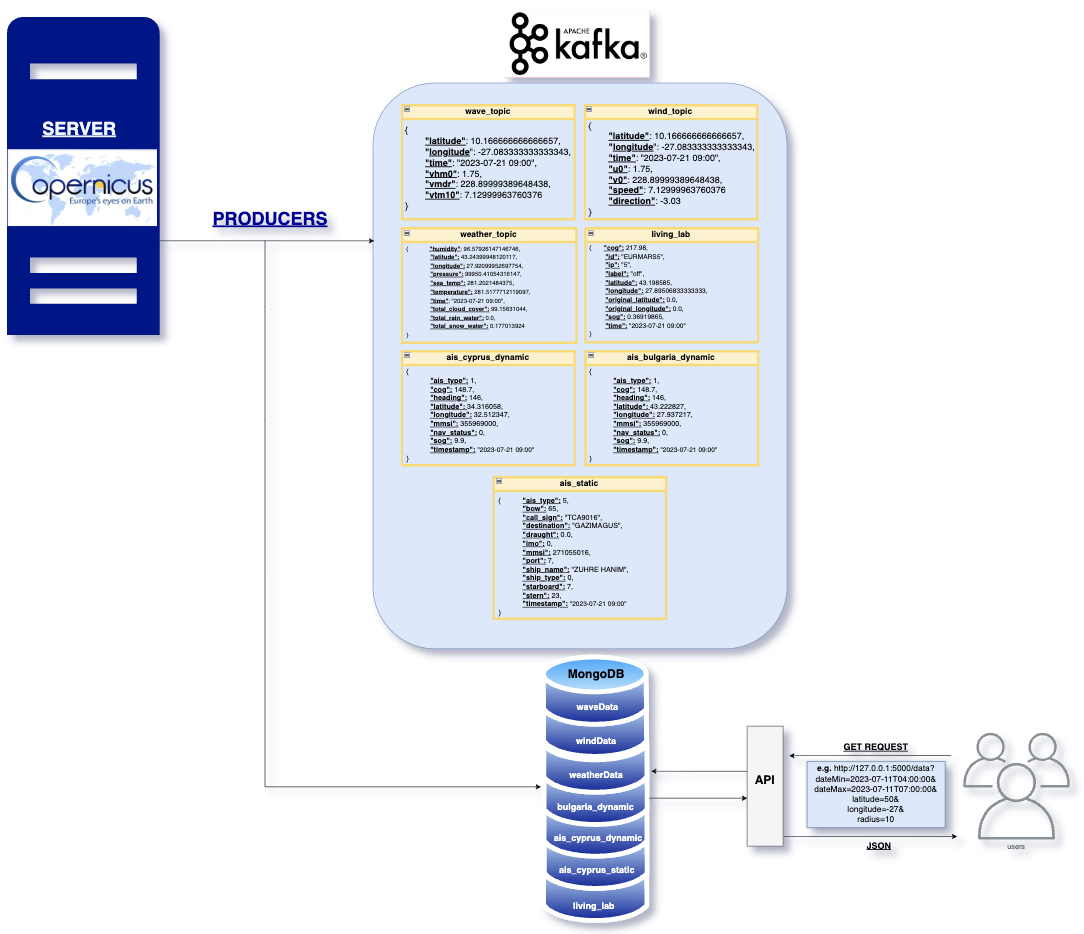 APACHE
kafka®
SERVER
Copernicus
Europe's eyes on Earth
PRODUCERS
wave_topic
{
"latitude": 10.166666666666657,
"longitude": -27.083333333333343,
"time": "2023-07-21 09:00",
"vhm0": 1.75,
"vmdr": 228.89999389648438,
"vtm10": 7.12999963760376
}
wind_topic
{
"latitude": 10.166666666666657,
"longitude": -27.083333333333343,
"time": "2023-07-21 09:00",
"u0": 1.75,
"v0": 228.89999389648438,
"speed": 7.12999963760376
"direction": -3.03
}
weather_topic
{
"humidity": 96.57926147146746,
"latitude": 43.24399948120117,
"longitude": 27.92099952697754,
"pressure": 99950.41054316147,
"sea_temp": 281.2021484375,
"temperature": 281.5177712119097,
"time": "2023-07-21 09:00",
"total_cloud_cover": 99.15631044,
"total_rain_water": 0.0,
"total_snow_water": 0.177013924
}
living_lab
{
"cog": 217.98,
"id": "EURMARS5",
"ip": "5",
"label": "off",
"latitude": 43.198585,
"longitude": 27.895068333333333,
"original_latitude": 0.0,
"original_longitude": 0.0,
"sog": 0.36919865,
"time": "2023-07-21 09:00"
}
ais_cyprus_dynamic
{
"ais_type": 1,
"cog": 148.7,
"heading": 146,
"latitude": 34.316058,
"longitude": 32.512347,
"mmsi": 355969000,
"nav_status": 0,
"sog": 9.9,
"timestamp": "2023-07-21 09:00"
}
ais_bulgaria_dynamic
{
"ais_type": 1,
"cog": 148.7,
"heading": 146,
"latitude": 43.222827,
"longitude": 27.937217,
"mmsi": 355969000,
"nav_status": 0,
"sog": 9.9,
"timestamp": "2023-07-21 09:00"
}
ais_static
{
"ais_type": 5,
"bow": 65,
"call_sign": "TCA9016",
"destination": "GAZIMAGUS",
"draught": 0.0,
"imo": 0,
"mmsi": 271055016,
"port": 7,
"ship_name": "ZUHRE HANIM",
"ship_type": 0,
"starboard": 7,
"stern": 23,
"timestamp": "2023-07-21 09:00"
}
MongoDB
waveData
windData
weatherData
bulgaria_dynamic
ais_cyprus_dynamic
ais_cyprus_static
living_lab
API
GET REQUEST
e.g. http://127.0.0.1:5000/data?
dateMin=2023-07-11T04:00:00&
dateMax=2023-07-11T07:00:00&
latitude=50&
longitude=-27&
radius=10
JSON
users